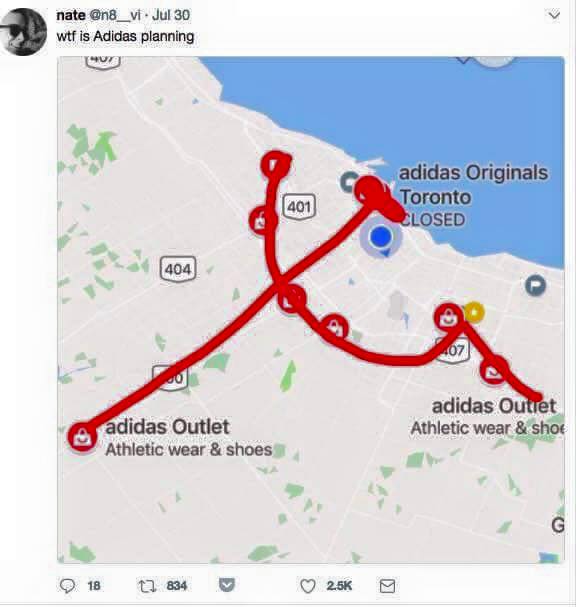 nate @n8__vi · Jul 30
wtf is Adidas planning
407
adidas Originals
Toronto
CLOSED
401
404
407
adidas Outlet
Athletic wear & shoe
adidas Outlet
Athletic wear & shoes
G
18 834 2.5K